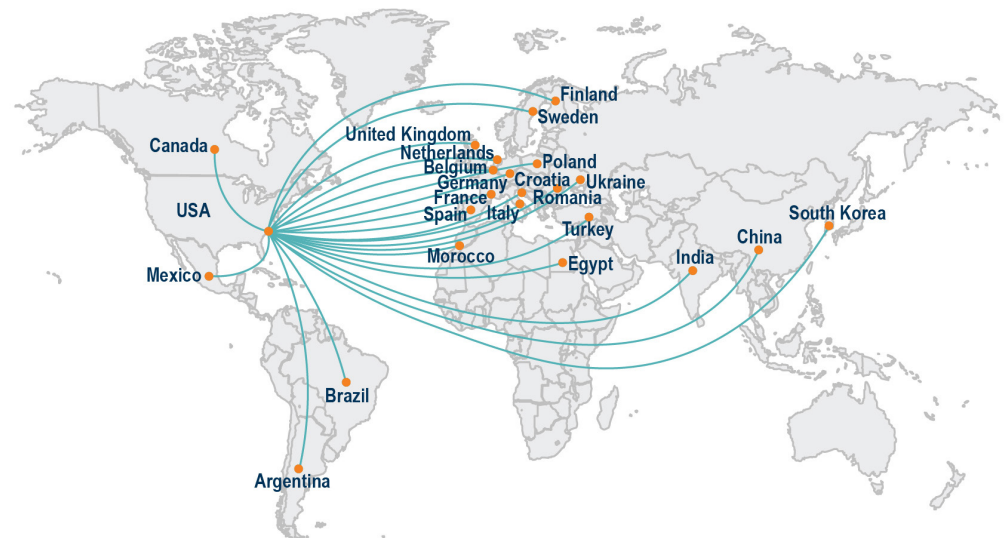 Finland
Sweden
United Kingdom
Canada
Netherlands
Poland
Belgium
Germany
Croatia
Ukraine
France
Romania
USA
Spain
Italy
South Korea
Turkey
China
Morocco
India
Egypt
Mexico
Brazil
Argentina